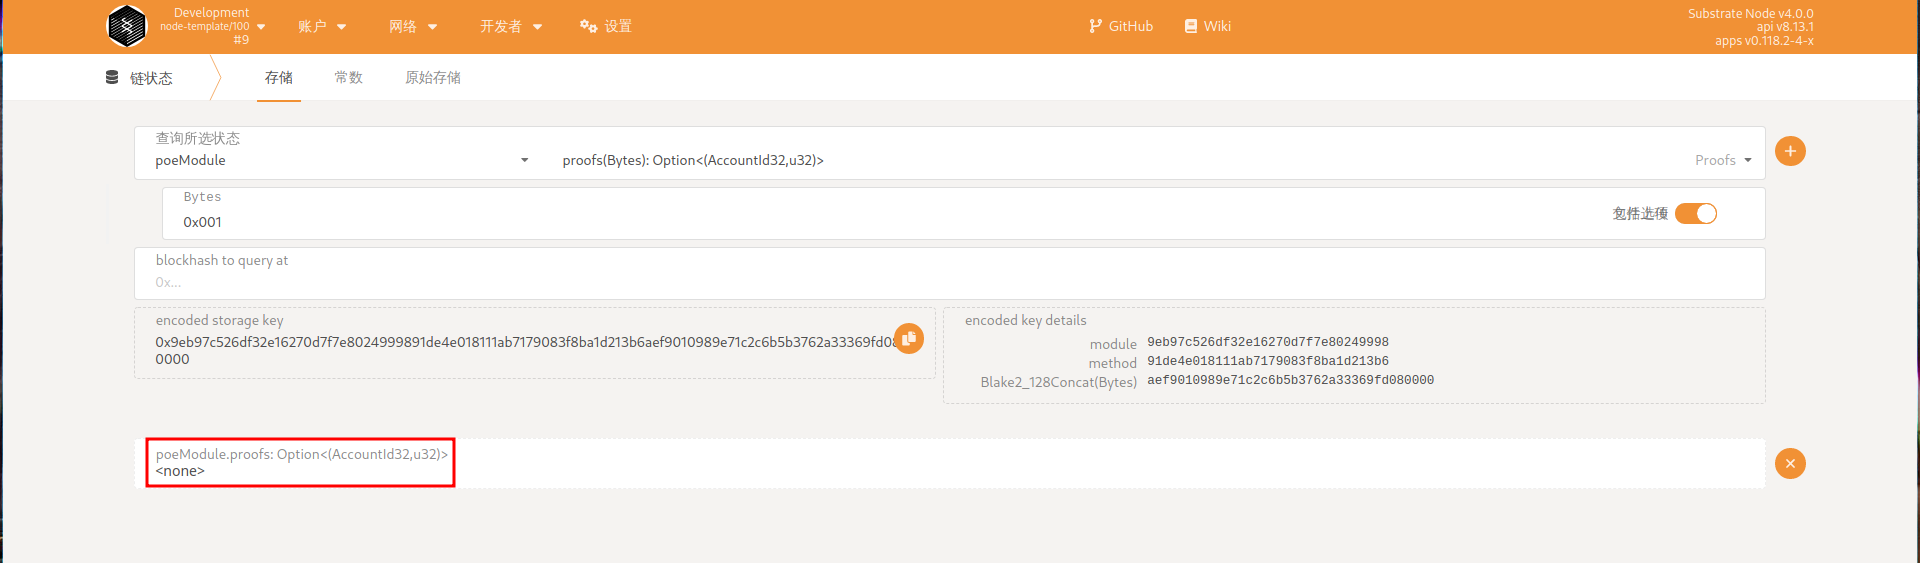 Development
node-template/100
#9
账户
网络
开发者
设置
GitHub
Wiki
Substrate Node v4.0.0
api v8.13.1
apps v0.118.2-4-x
链状态
存储
常数
原始存储
查询所选状态
poeModule
proofs(Bytes): Option<(AccountId32,u32)>
Proofs
Bytes
0x001
blockhash to query at
0x...
encoded storage key
0x9eb97c526df32e16270d7f7e8024999891de4e018111ab7179083f8ba1d213b6aef9010989e71c2c6b5b3762a33369fd08
0000
encoded key details
module 9eb97c526df32e16270d7f7e80249998
method 91de4e018111ab7179083f8ba1d213b6
Blake2_128Concat(Bytes) aef9010989e71c2c6b5b3762a33369fd080000
poeModule.proofs: Option<(AccountId32,u32)>
<none>